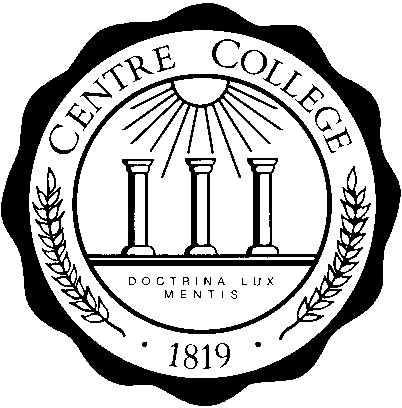 CENTRE COLLEGE
DOCTRINA LUX
MENTIS
· 1819 ·